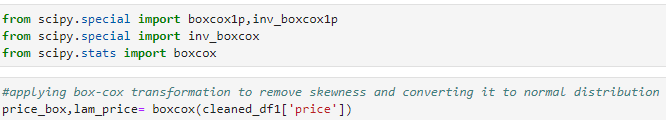 from scipy.special import boxcox1p,inv_boxcox1p
from scipy.special import inv_boxcox
from scipy.stats import boxcox
#applying box-cox transformation to remove skewness and converting it to normal distribution
price_box,lam_price= boxcox(cleaned_df1['price'])